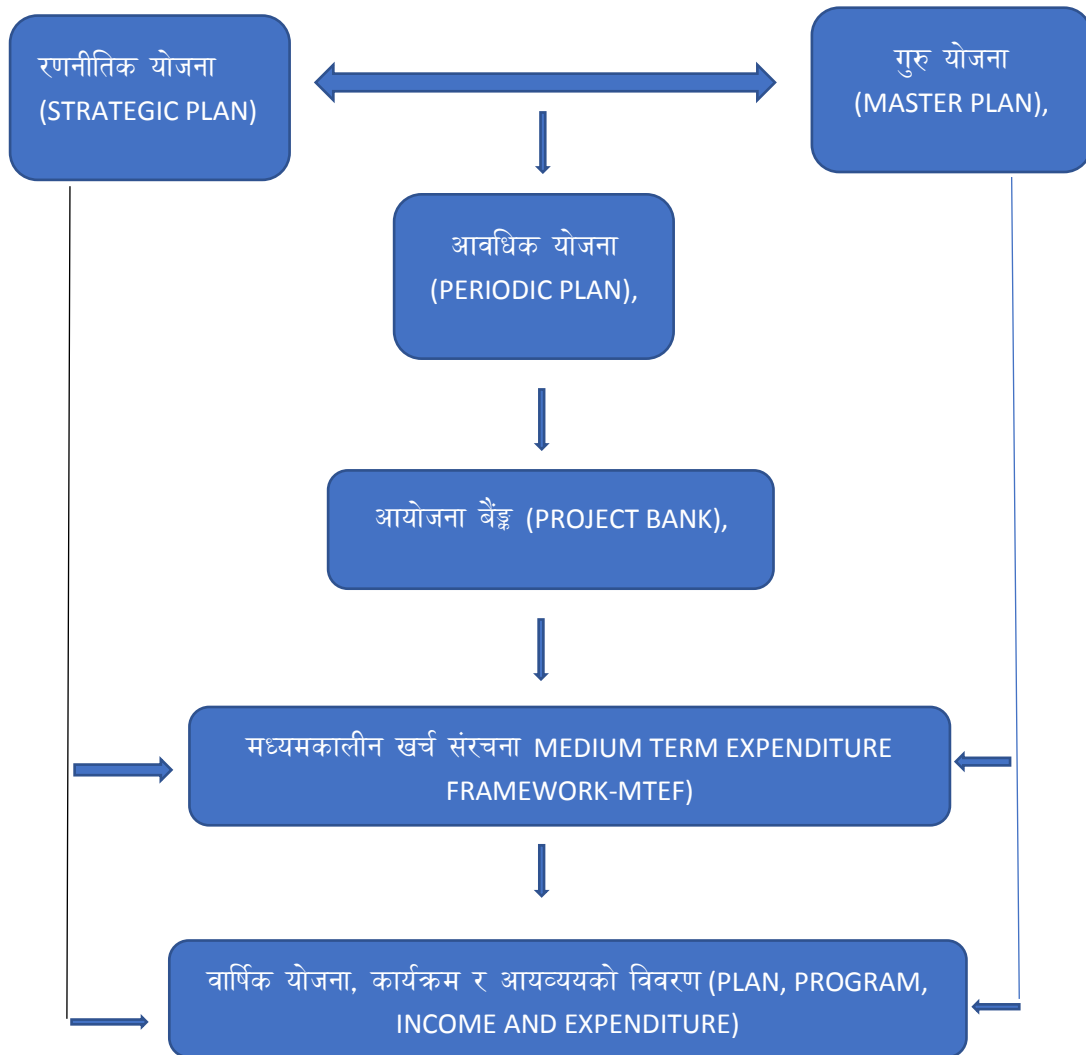 रणनीतिक योजना
(STRATEGIC PLAN)
गुरु योजना
(MASTER PLAN),
आवधिक योजना
(PERIODIC PLAN),
आयोजना बैंङ्क (PROJECT BANK),
मध्यमकालीन खर्च संरचना MEDIUM TERM EXPENDITURE
FRAMEWORK-MTEF)
वार्षिक योजना, कार्यक्रम र आयव्ययको विवरण (PLAN, PROGRAM,
INCOME AND EXPENDITURE)